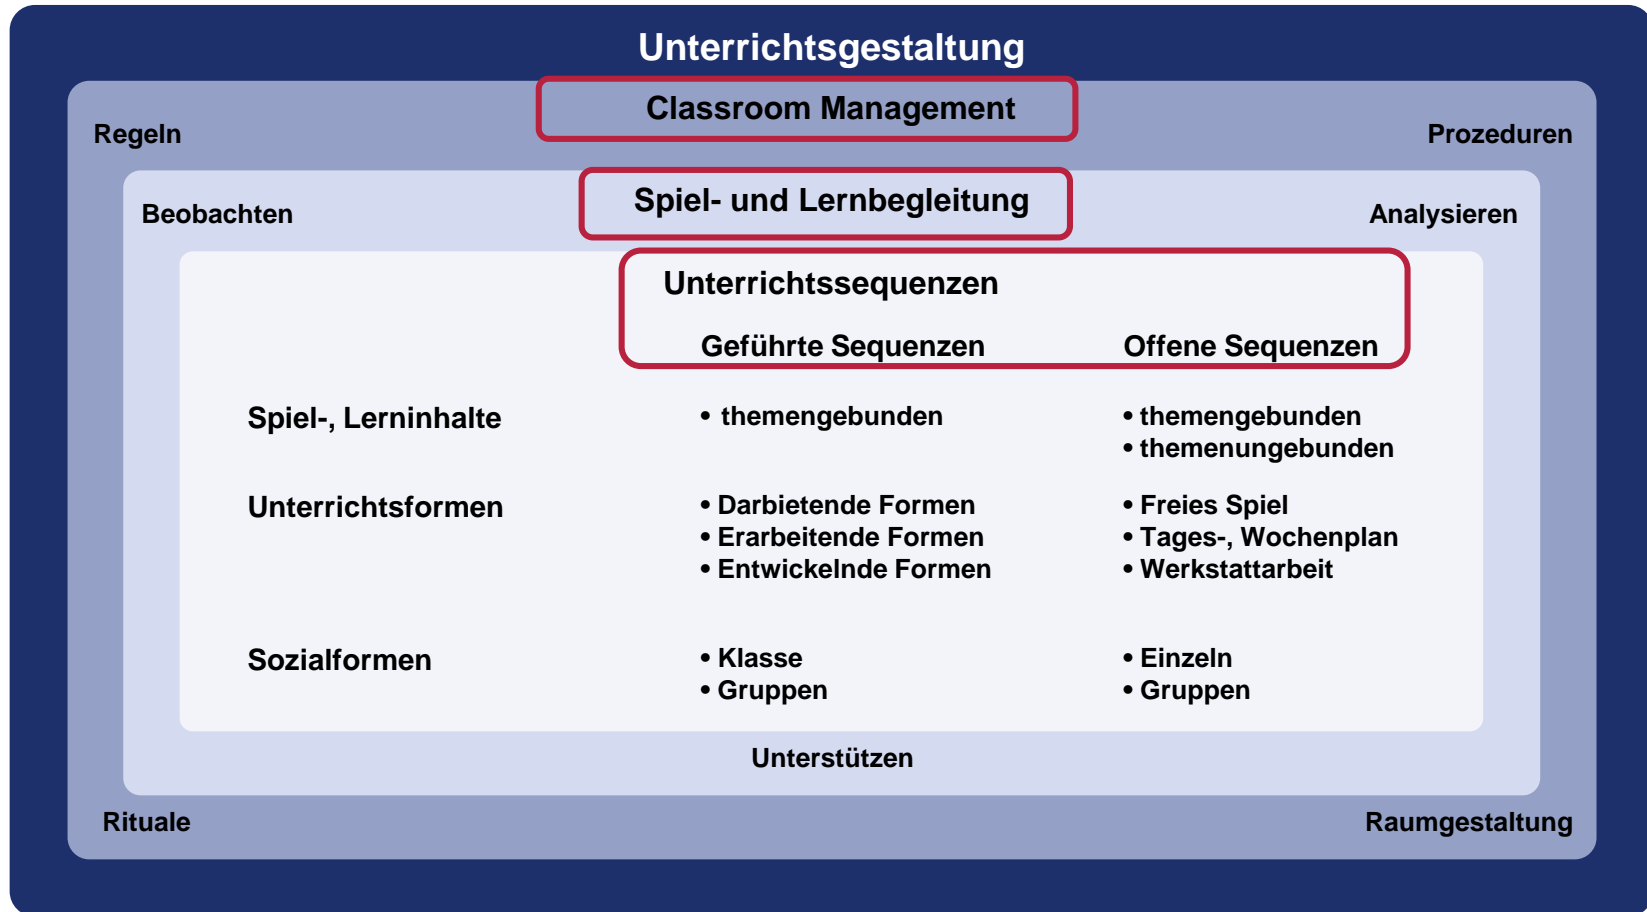 Unterrichtsgestaltung
Classroom Management
Regeln
Prozeduren
Spiel- und Lernbegleitung
Beobachten
Analysieren
Unterrichtssequenzen
Geführte Sequenzen
Offene Sequenzen
Spiel-, Lerninhalte
• themengebunden
• themengebunden
• themenungebunden
Unterrichtsformen
• Darbietende Formen
• Erarbeitende Formen
• Entwickelnde Formen
• Freies Spiel
• Tages-, Wochenplan
• Werkstattarbeit
Sozialformen
• Klasse
• Gruppen
• Einzeln
• Gruppen
Unterstützen
Rituale
Raumgestaltung